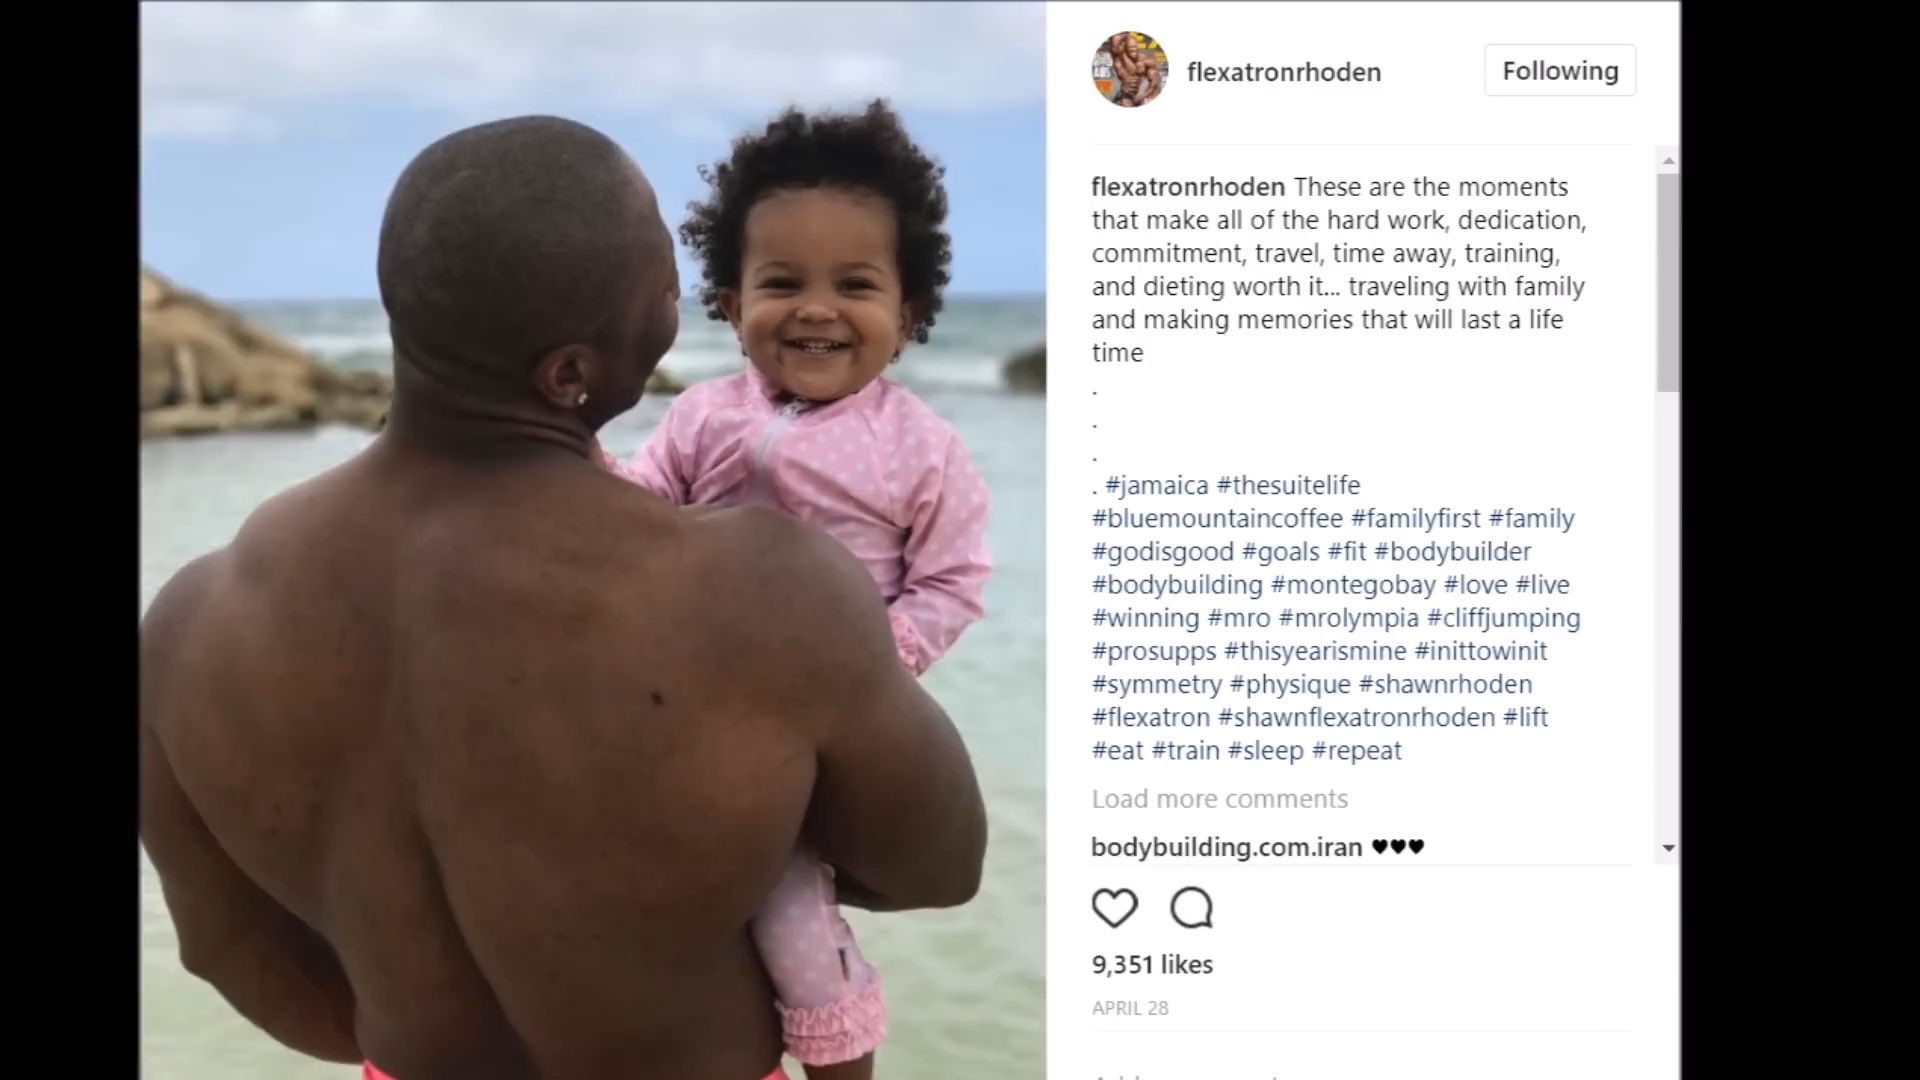 flexatronrhoden
Following
flexatronrhoden These are the moments
that make all of the hard work, dedication,
commitment, travel, time away, training,
and dieting worth it... traveling with family
and making memories that will last a life
time
.
.
.
. #jamaica #thesuitelife
#bluemountaincoffee #familyfirst #family
#godisgood #goals #fit #bodybuilder
#bodybuilding #montegobay #love #live
#winning #mro #mrolympia #cliffjumping
#prosupps #thisyearismine #inittowinit
#symmetry #physique #shawnrhoden
#flexatron #shawnflexatronrhoden #lift
#eat #train #sleep #repeat
Load more comments
bodybuilding.com.iran ♥♥♥
9,351 likes
APRIL 28